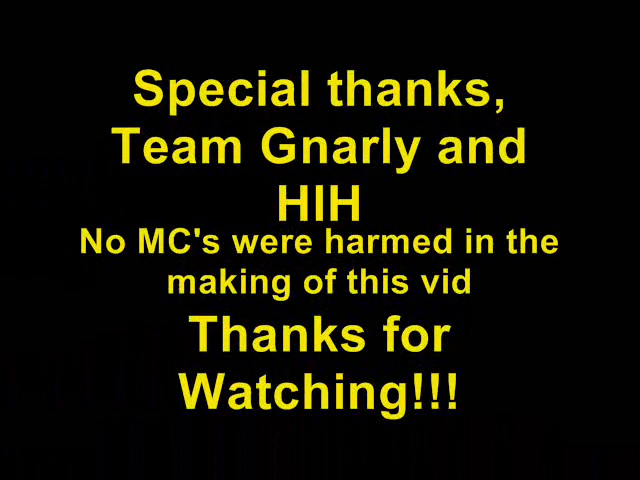 Special thanks,
Team Gnarly and
HIH
No MC's were harmed in the
making of this vid
Thanks for
Watching!!!